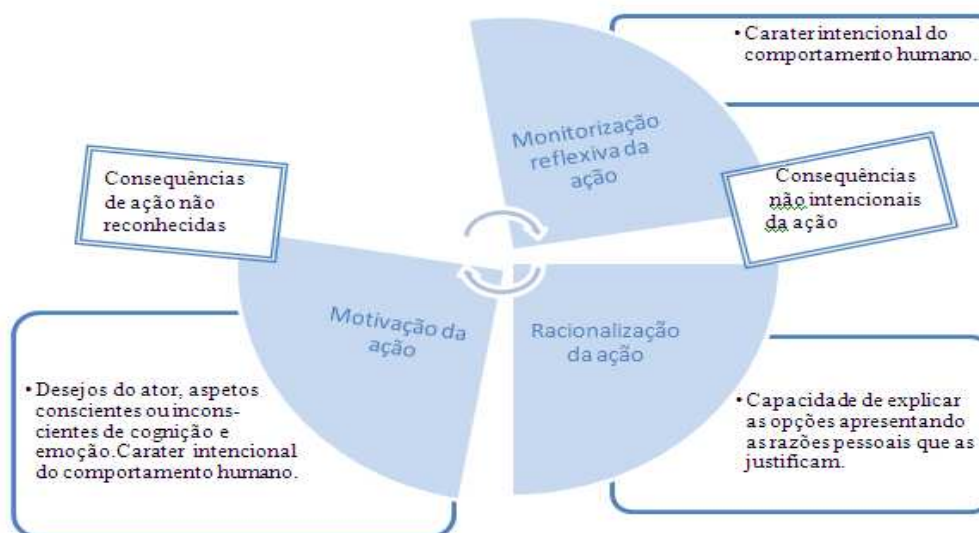 • Carater intencional do
comportamento humano.
Monitorização
reflexiva da
ação
Consequências
de ação não
reconhecidas
Consequências
não intencionais
da ação
Motivação da
ação
Racionalização
da ação
• Desejos do ator, aspetos
conscientes ou incons-
cientes de cognição e
emoção.Carater intencional
do comportamento humano.
• Capacidade de explicar
as opções apresentando
as razões pessoais que as
justificam.